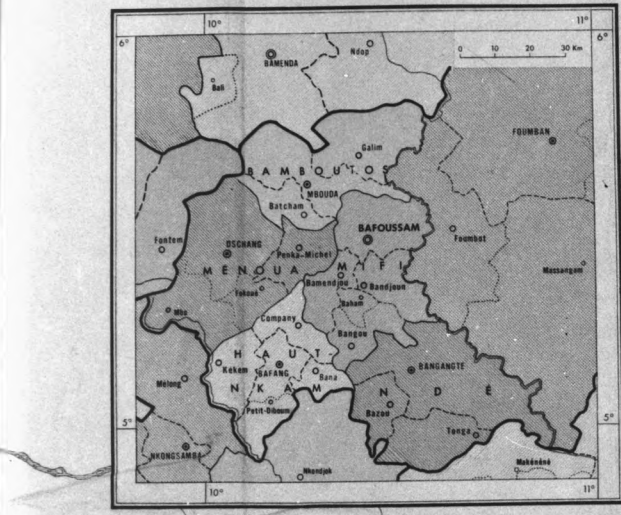 10°
11°
6°
6°
0 10 20 30 Km
BAMENDA
Ndop
Bali
FOUMBAN
Galim
BAMBOUTOS
MBOUDA
Batcham
BAFOUSSAM
Foumbot
Fontem
DSCHANG
Penka-Michel
MENOUA
MIFI
Massangam
Bamendjou
Bandjoun
Fokoué
Baham
Mbo
Company
Bangou
HAUT
Kekem
BAFANG
Bana
BANGANGTE
Melong
NKAM
NDÉ
Petit-Diboum
Bazou
5°
5°
Tonga
NKONGSAMBA
Makénéné
Nkondjok
10°
11°